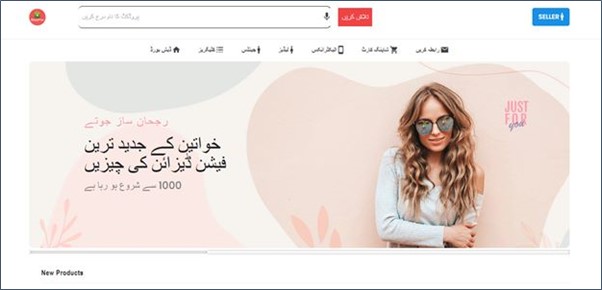 پروڈکٹ کا نام درج کریں
تلاش کریں
SELLER
ڈیش بورڈ
کیٹیگریز
جینٹس
لیڈیز
الیکٹرانکس
شاپنگ کارٹ
رابطہ کریں
رجحان ساز جوتے
خواتین کے جدید ترین
فیشن ڈیزائن کی چیزیں
1000 سے شروع ہو رہا ہے
JUST
FOR
you
New Products